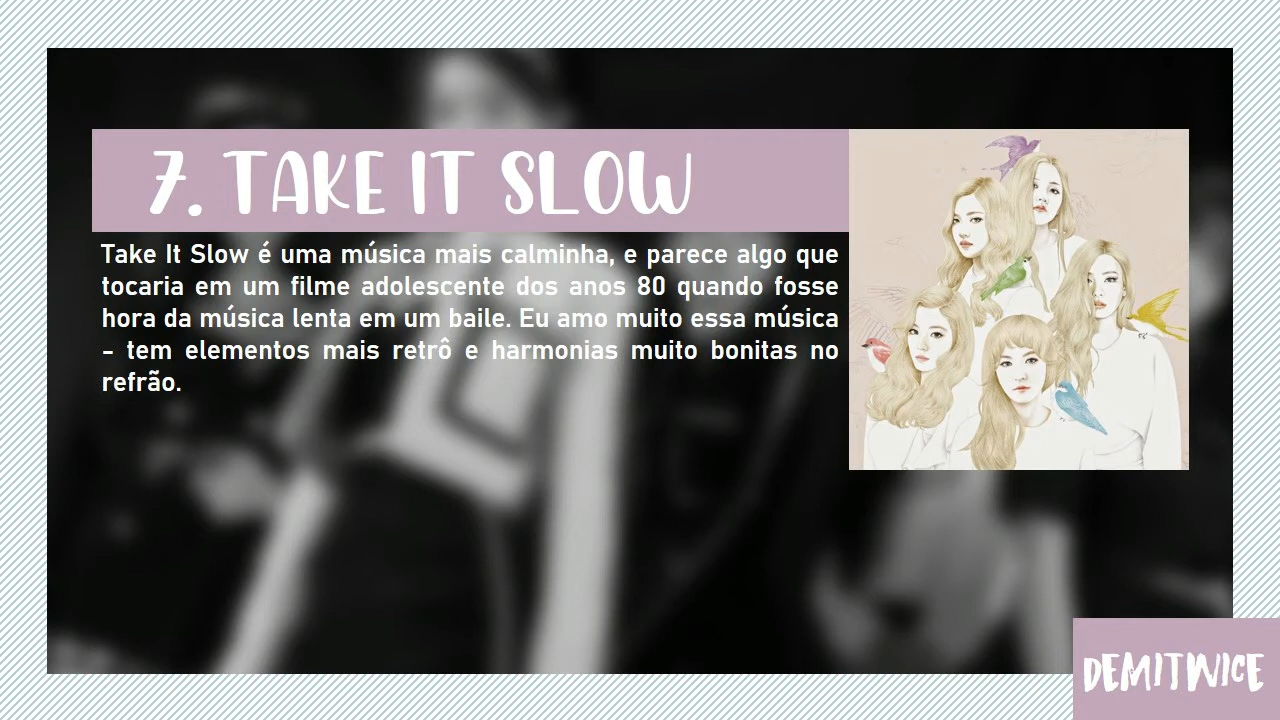 7. TAKE IT SLOW
Take It Slow é uma música mais calminha, e parece algo que
tocaria em um filme adolescente dos anos 80 quando fosse
hora da música lenta em um baile. Eu amo muito essa música
- tem elementos mais retrô e harmonias muito bonitas no
refrão.
DEMITWICE